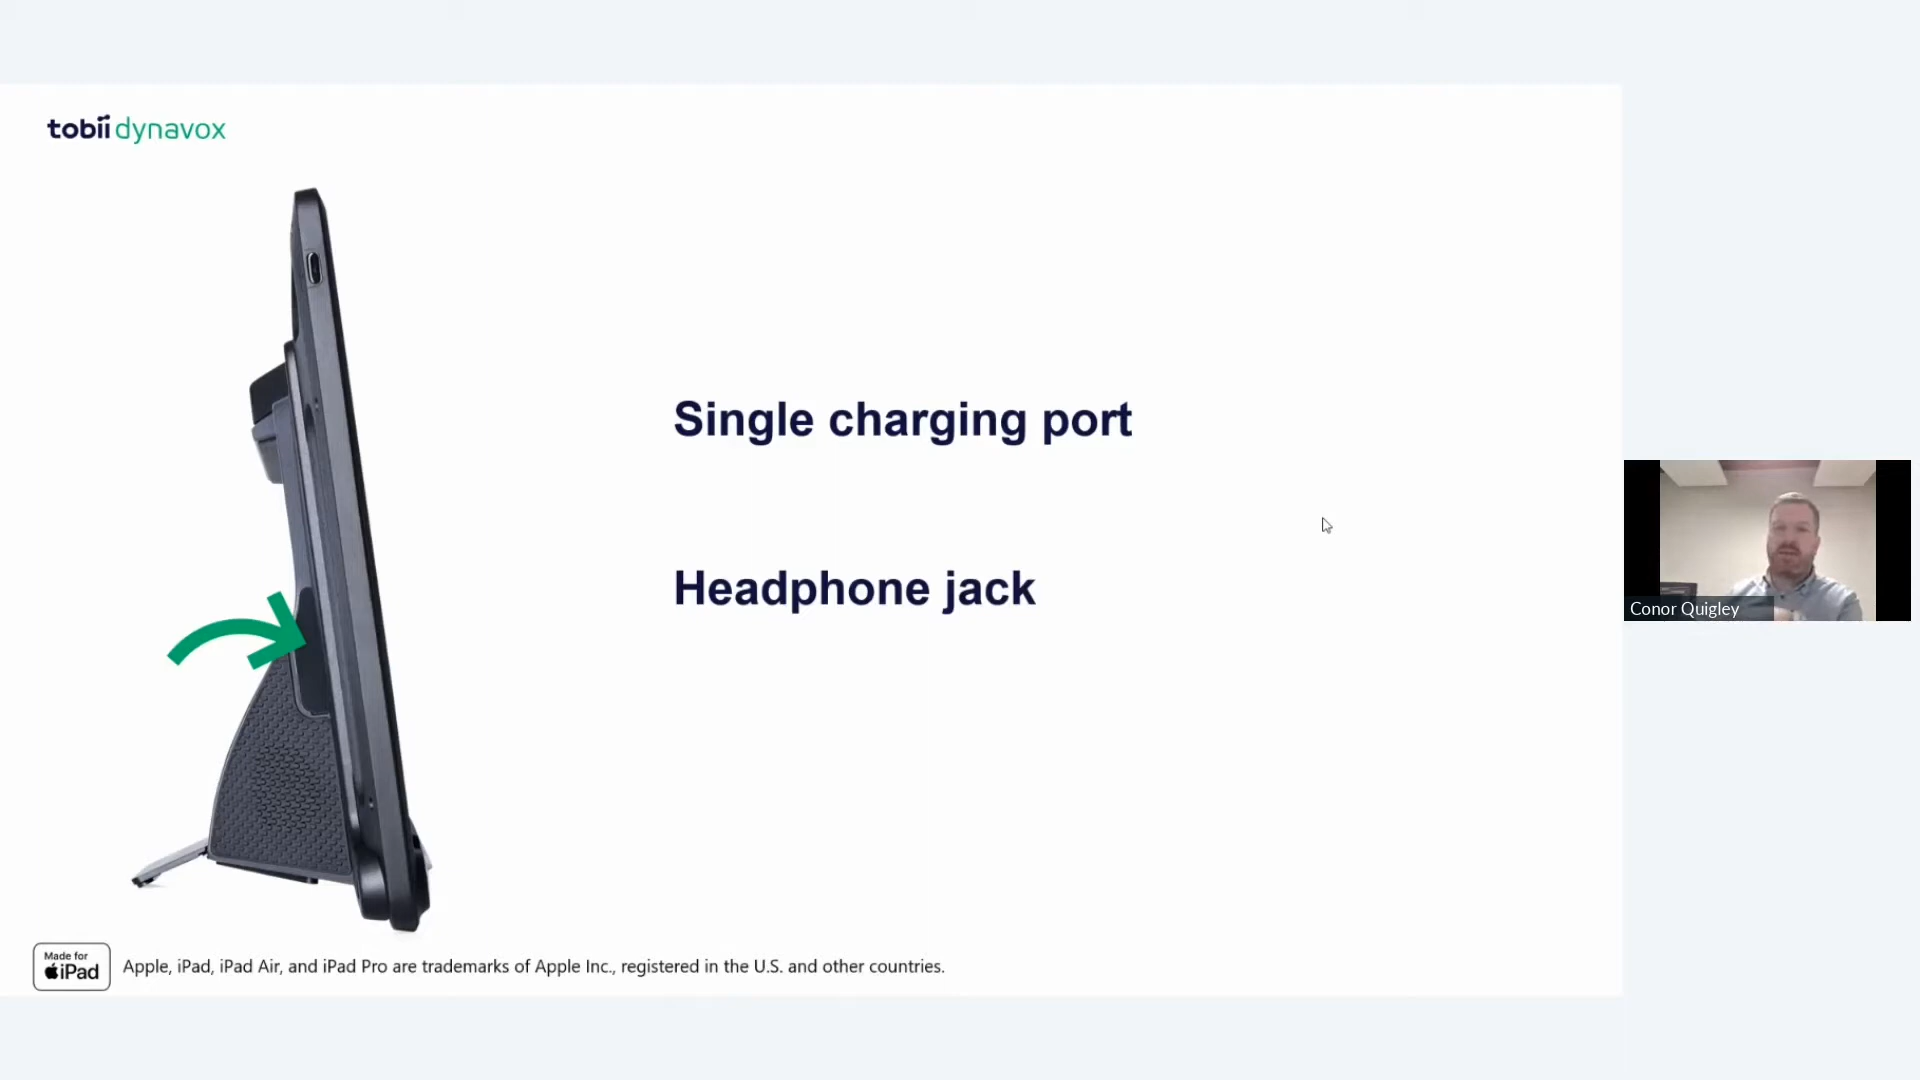 tobii dynavox
Single charging port
Headphone jack
Conor Quigley
Made for
iPad
Apple, iPad, iPad Air, and iPad Pro are trademarks of Apple Inc., registered in the U.S. and other countries.